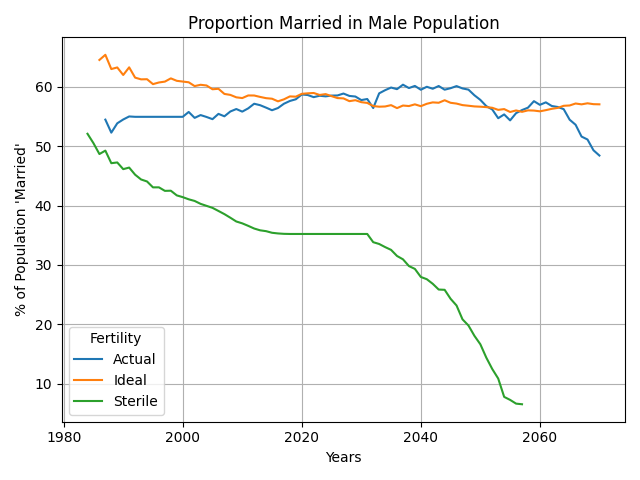 Proportion Married in Male Population
% of Population 'Married'
60
50
40
30
20
10
Fertility
Actual
Ideal
Sterile
1980
2000
2020
2040
2060
Years